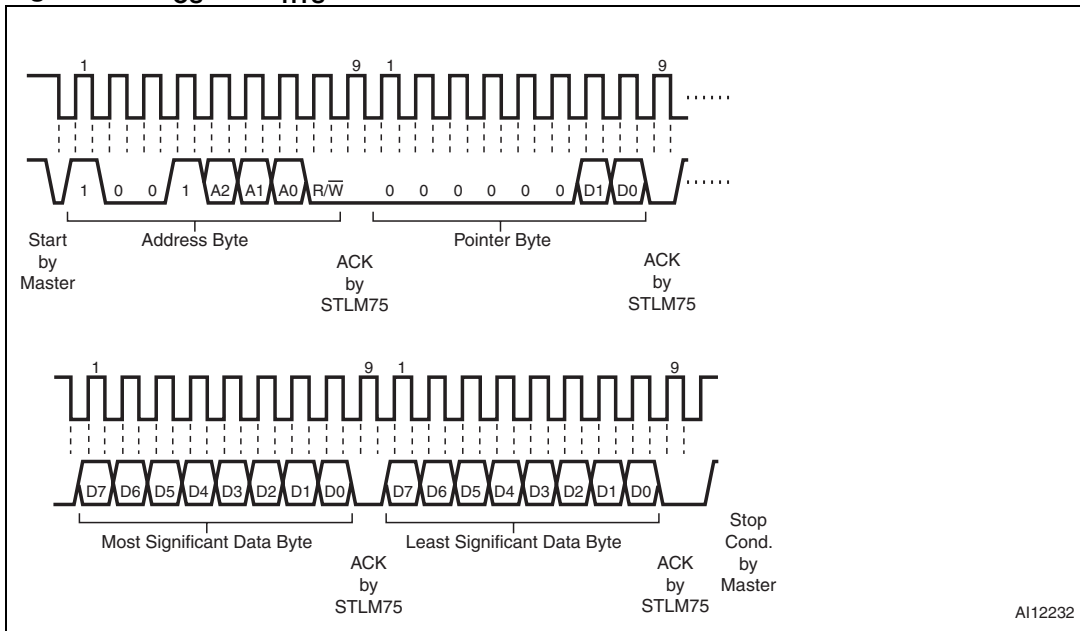 1 9 1 9
1 0 0 1 A2 A1 A0 R/W 0 0 0 0 0 0 D1 D0
Address Byte Pointer Byte
Start
by
Master
ACK
by
STLM75
ACK
by
STLM75
1 9 1 9
D7 D6 D5 D4 D3 D2 D1 D0 D7 D6 D5 D4 D3 D2 D1 D0
Most Significant Data Byte Least Significant Data Byte
ACK
by
STLM75
ACK
by
STLM75
Stop
Cond.
by
Master
AI12232